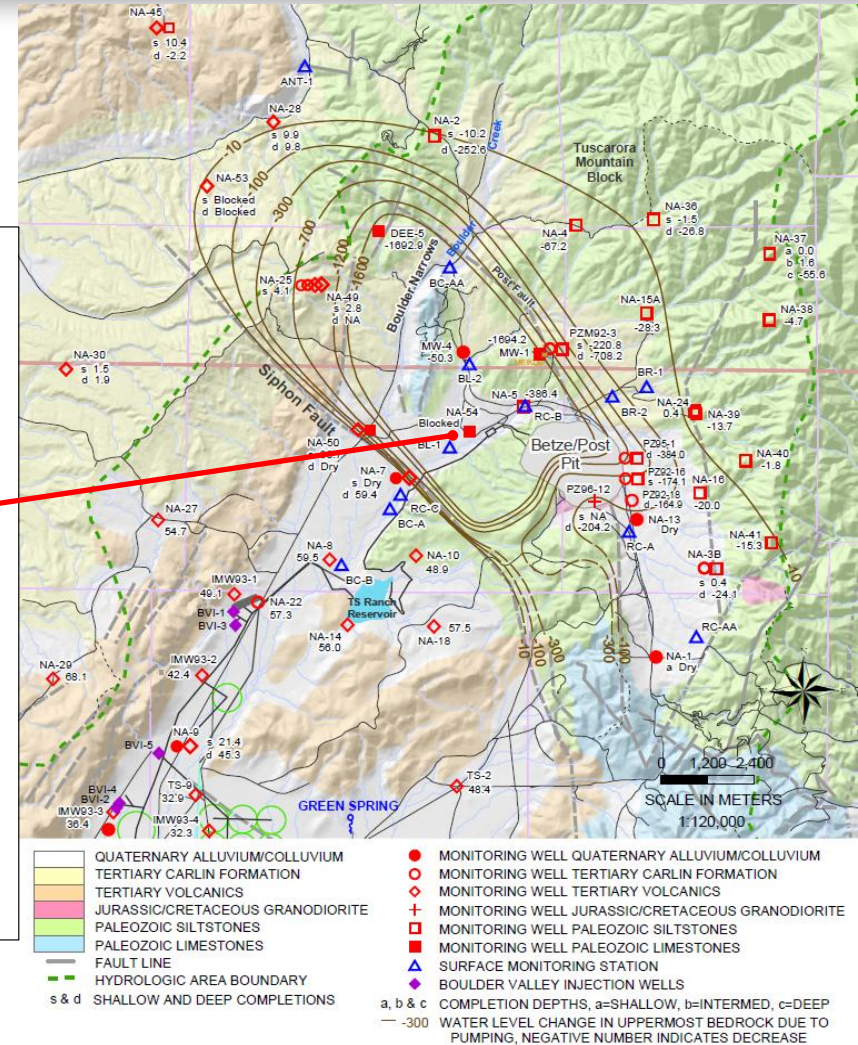 NA-45
s 10.4
d -2.2
ANT-1
NA-28
s 9.9
d 9.8
NA-2
s -10.2
d -252.6
Creek
Tuscarora
Mountain
Block
-10
-100
-300
-700
-1200
-1600
NA-53
s Blocked
d Blocked
DEE-5
-1692.9
Boulder Narrows
Boulder
BC-AA
NA-4
-67.2
NA-36
s -1.5
d -26.8
NA-37
a 0.0
b 1.6
c -55.6
NA-25
s 4.1
NA-49
s 2.8
d NA
Post Fault
NA-15A
-28.3
NA-38
-4.7
NA-30
s 1.5
d 1.9
Siphon Fault
MW-4
-50.3
BL-2
-1694.2
MW-1
PZM92-3
s -220.8
d -708.2
BR-1
BR-2
NA-5
-386.4
RC-B
NA-24
0.4
NA-39
-13.7
NA-54
Blocked
BL-1
NA-50
d Dry
Betze/Post
Pit
PZ95-1
d -384.0
PZ92-16
s -174.1
PZ92-18
d -164.9
NA-40
-1.8
NA-16
-20.0
NA-7
s Dry
d 59.4
RC-C
BC-A
PZ96-12
s NA
d -204.2
NA-13
Dry
RC-A
NA-41
-15.3
NA-27
54.7
NA-8
59.5
BC-B
NA-10
48.9
NA-3B
s 0.4
d -24.1
-10
IMW93-1
49.1
BVI-1
BVI-3
NA-22
57.3
TS Ranch
Reservoir
NA-14
56.0
57.5
NA-18
-10
-100
-300
-300
-100
RC-AA
NA-1
a Dry
NA-29
68.1
IMW93-2
42.4
NA-9
s 21.4
d 45.3
BVI-5
BVI-4
BVI-2
IMW93-3
36.4
TS-9
32.9
IMW93-4
32.3
GREEN SPRING
TS-2
48.4
0 1,200 2,400
SCALE IN METERS
1:120,000
QUATERNARY ALLUVIUM/COLLUVIUM
TERTIARY CARLIN FORMATION
TERTIARY VOLCANICS
JURASSIC/CRETACEOUS GRANODIORITE
PALEOZOIC SILTSTONES
PALEOZOIC LIMESTONES
FAULT LINE
HYDROLOGIC AREA BOUNDARY
s & d SHALLOW AND DEEP COMPLETIONS
MONITORING WELL QUATERNARY ALLUVIUM/COLLUVIUM
MONITORING WELL TERTIARY CARLIN FORMATION
MONITORING WELL TERTIARY VOLCANICS
MONITORING WELL JURASSIC/CRETACEOUS GRANODIORITE
MONITORING WELL PALEOZOIC SILTSTONES
MONITORING WELL PALEOZOIC LIMESTONES
SURFACE MONITORING STATION
BOULDER VALLEY INJECTION WELLS
a, b & c COMPLETION DEPTHS, a=SHALLOW, b=INTERMED, c=DEEP
-300 WATER LEVEL CHANGE IN UPPERMOST BEDROCK DUE TO
PUMPING, NEGATIVE NUMBER INDICATES DECREASE